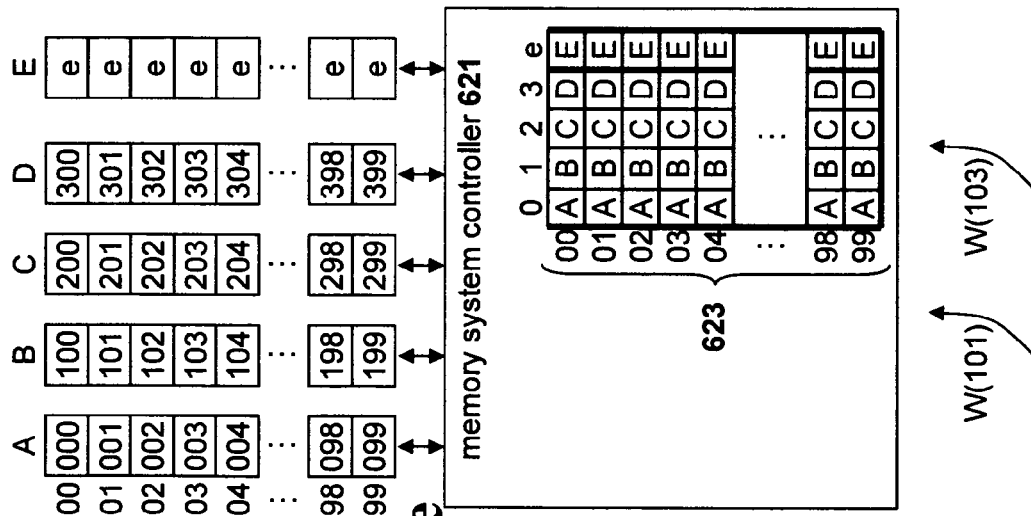 A B C D E
00 000 100 200 300 e
01 001 101 201 301 e
02 002 102 202 302 e
03 003 103 203 303 e
04 004 104 204 304 e
... ... ... ... ... ...
98 098 198 298 398 e
99 099 199 299 399 e
e
memory system controller 621
0 1 2 3 e
00 A B C D E
01 A B C D E
02 A B C D E
03 A B C D E
04 A B C D E
... ...
98 A B C D E
99 A B C D E
623
W(101) W(103)